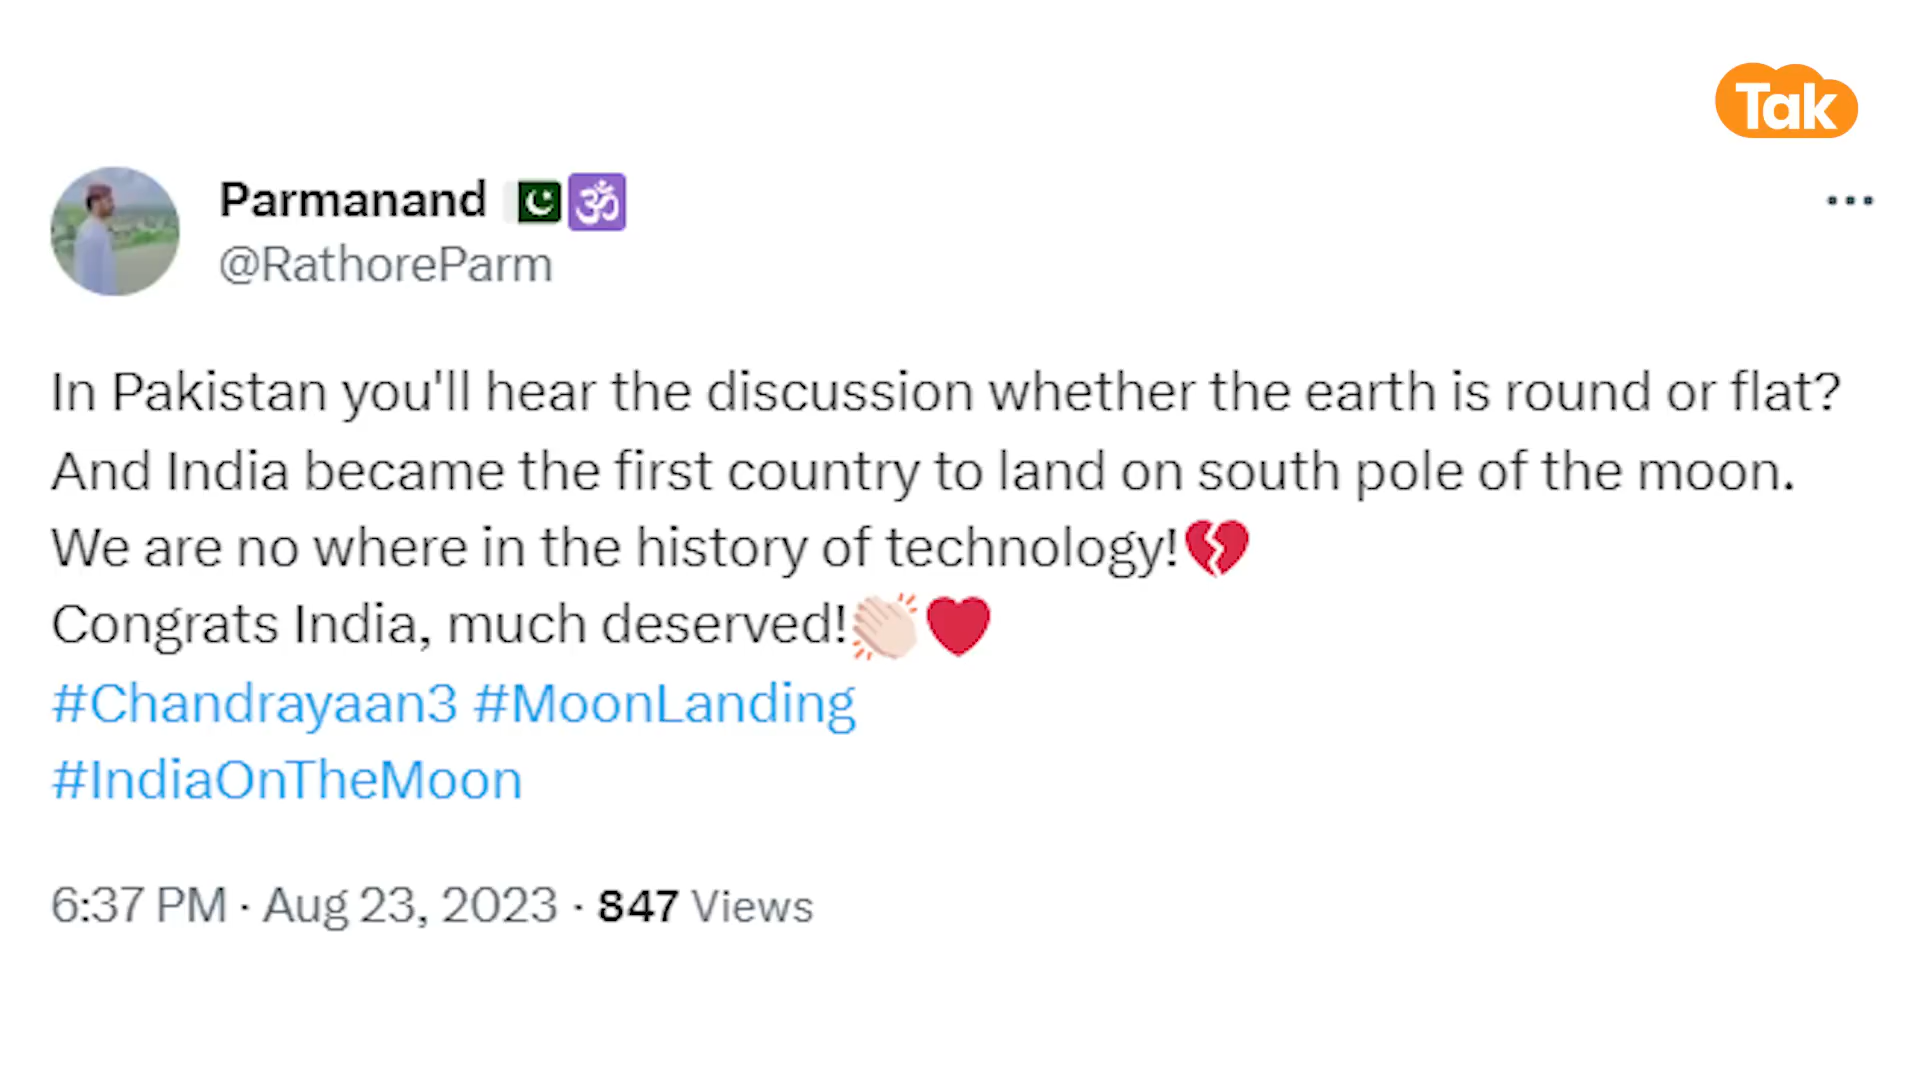 Tak
Parmanand 🇵🇰🕉️
@RathoreParm
In Pakistan you'll hear the discussion whether the earth is round or flat?
And India became the first country to land on south pole of the moon.
We are no where in the history of technology!💔
Congrats India, much deserved!👏🏻❤️
#Chandrayaan3 #MoonLanding
#IndiaOnTheMoon
6:37 PM · Aug 23, 2023 · 847 Views